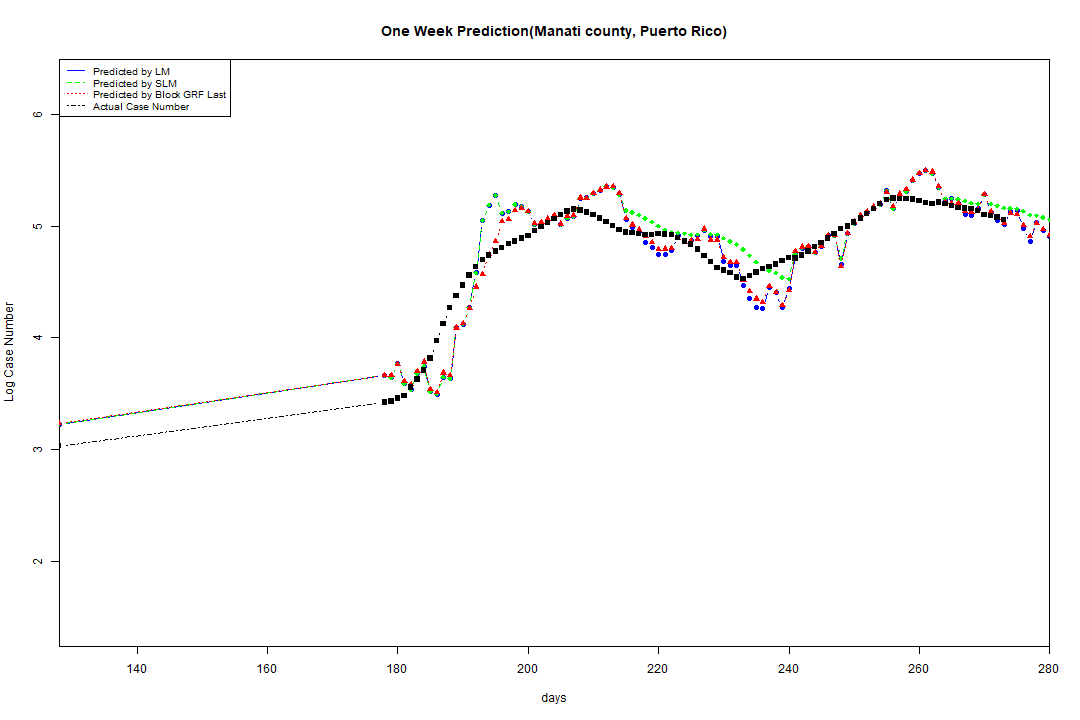 One Week Prediction(Manati county, Puerto Rico)
Predicted by LM
Predicted by SLM
Predicted by Block GRF Last
Actual Case Number
6
5
4
3
2
Log Case Number
140 160 180 200 220 240 260 280
days